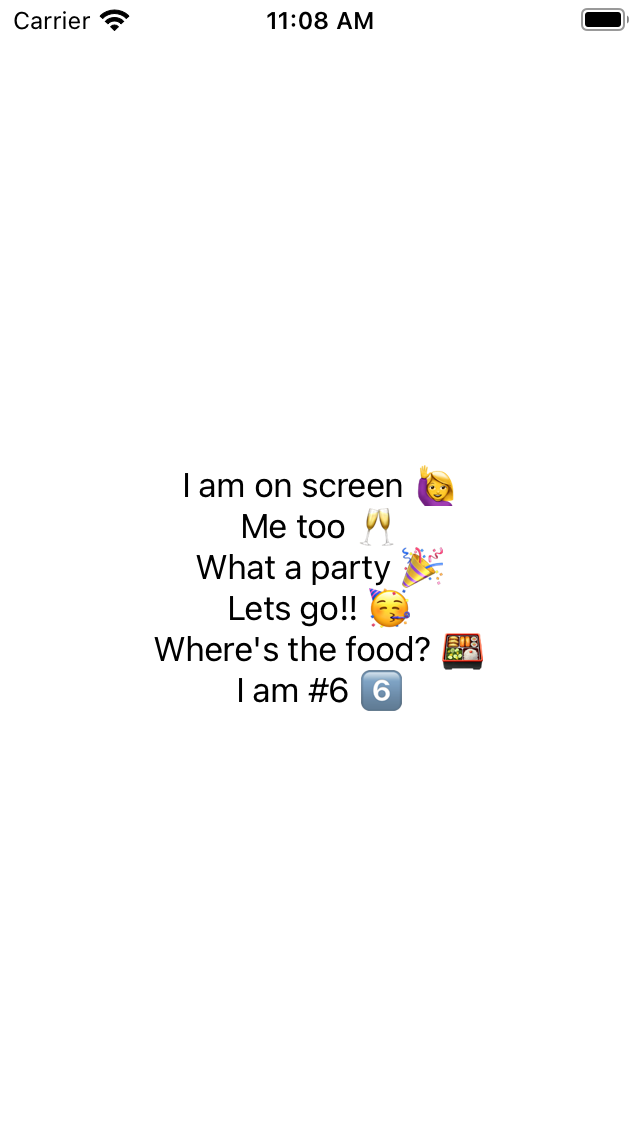 Carrier 11:08 AM
I am on screen 🙋‍♀️
Me too 🥂
What a party 🎉
Lets go!! 🥳
Where's the food? 🍱
I am #6 6️⃣